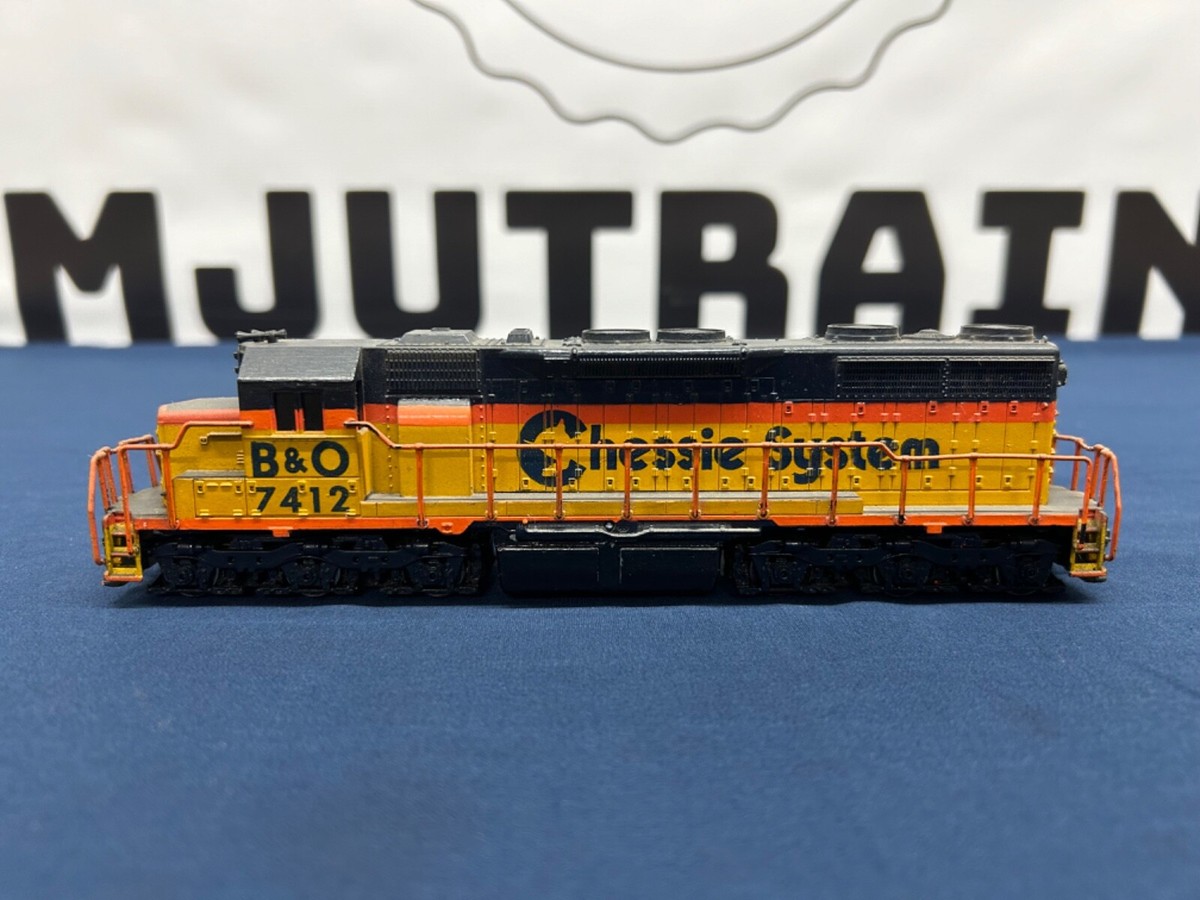 MJUTRAIN
B&O
7412
Chessie System